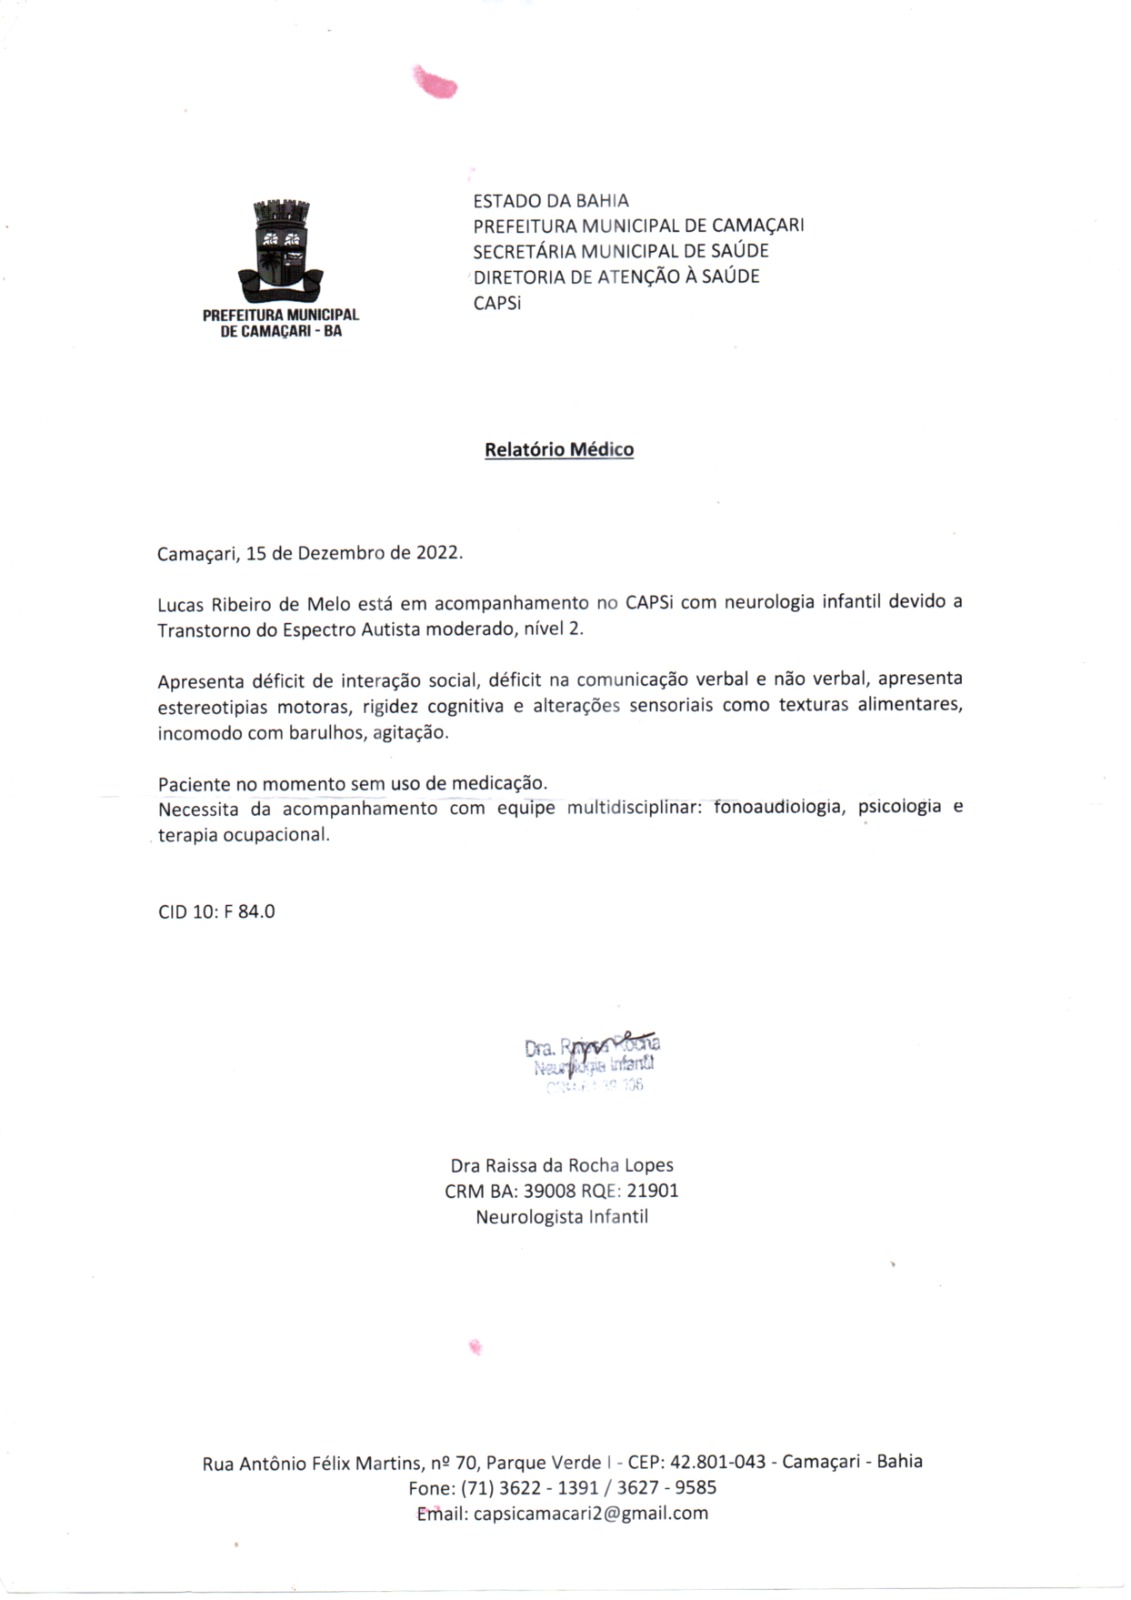 ESTADO DA BAHIA
PREFEITURA MUNICIPAL DE CAMAÇARI
SECRETÁRIA MUNICIPAL DE SAÚDE
DIRETORIA DE ATENÇÃO À SAÚDE
CAPSi
PREFEITURA MUNICIPAL
DE CAMAÇARI - BA
Relatório Médico
Camaçari, 15 de Dezembro de 2022.
Lucas Ribeiro de Melo está em acompanhamento no CAPSi com neurologia infantil devido a
Transtorno do Espectro Autista moderado, nível 2.
Apresenta déficit de interação social, déficit na comunicação verbal e não verbal, apresenta
estereotipias motoras, rigidez cognitiva e alterações sensoriais como texturas alimentares,
incomodo com barulhos, agitação.
Paciente no momento sem uso de medicação.
Necessita da acompanhamento com equipe multidisciplinar: fonoaudiologia, psicologia e
terapia ocupacional.
CID 10: F 84.0
Dra. Raissa Rocha
Neurologia Infantil
Dra Raissa da Rocha Lopes
CRM BA: 39008 RQE: 21901
Neurologista Infantil
Rua Antônio Félix Martins, nº 70, Parque Verde I - CEP: 42.801-043 - Camaçari - Bahia
Fone: (71) 3622 - 1391 / 3627 - 9585
Email: capsicamacari2@gmail.com